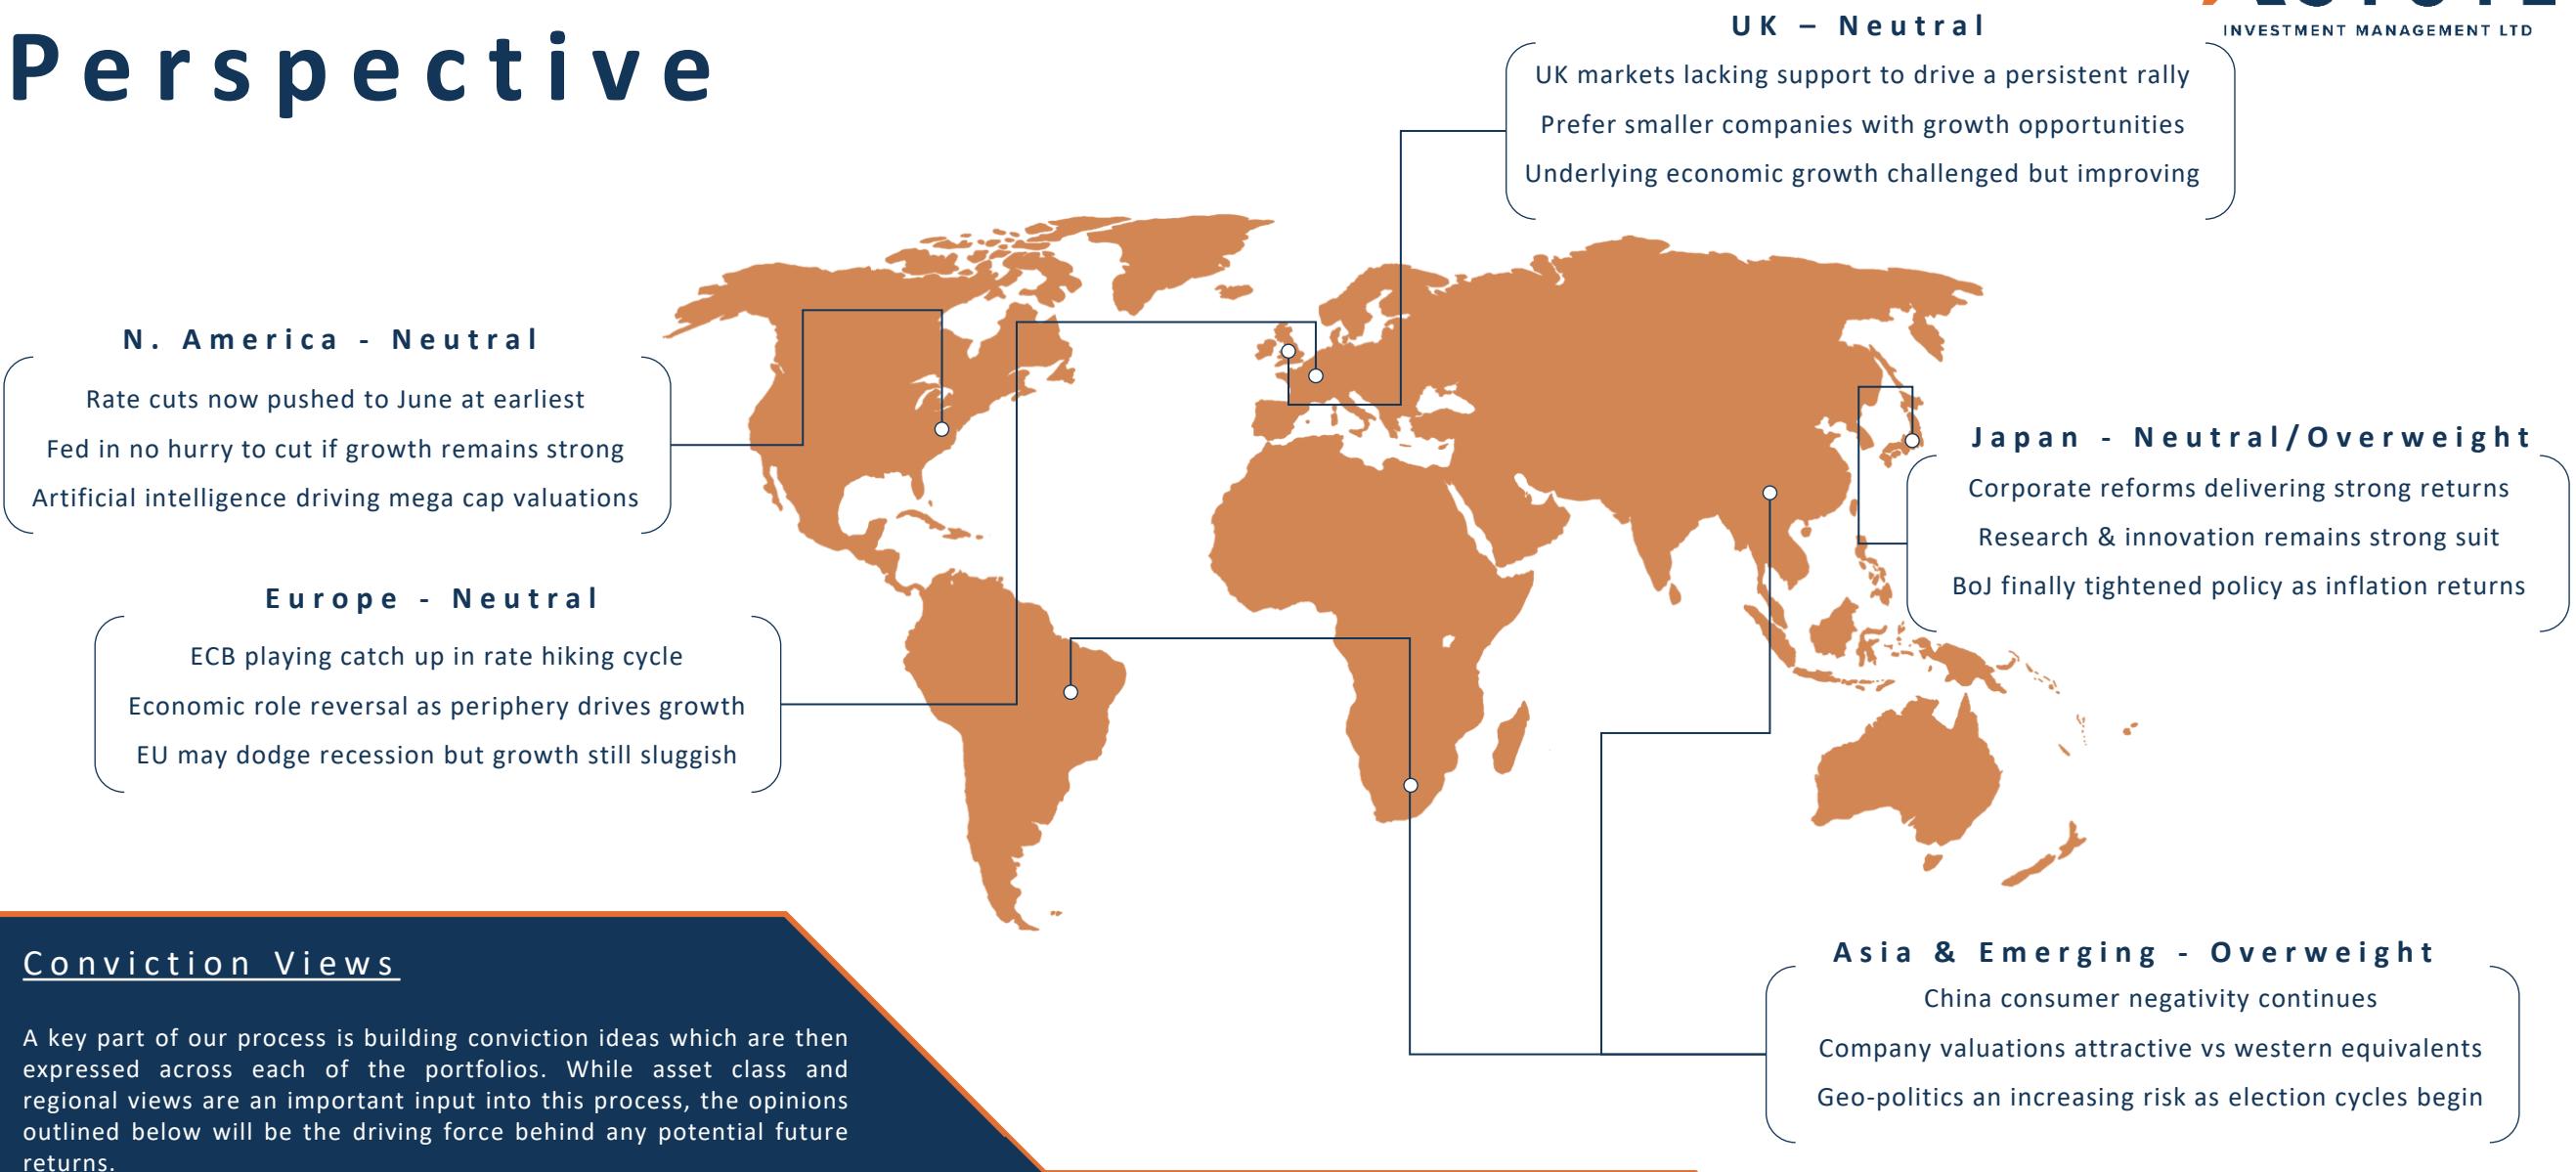 Perspective
INVESTMENT MANAGEMENT LTD
UK – Neutral
UK markets lacking support to drive a persistent rally
Prefer smaller companies with growth opportunities
Underlying economic growth challenged but improving
N. America - Neutral
Rate cuts now pushed to June at earliest
Fed in no hurry to cut if growth remains strong
Artificial intelligence driving mega cap valuations
Japan - Neutral/Overweight
Corporate reforms delivering strong returns
Research & innovation remains strong suit
BoJ finally tightened policy as inflation returns
Europe - Neutral
ECB playing catch up in rate hiking cycle
Economic role reversal as periphery drives growth
EU may dodge recession but growth still sluggish
Asia & Emerging - Overweight
China consumer negativity continues
Company valuations attractive vs western equivalents
Geo-politics an increasing risk as election cycles begin
Conviction Views
A key part of our process is building conviction ideas which are then
expressed across each of the portfolios. While asset class and
regional views are an important input into this process, the opinions
outlined below will be the driving force behind any potential future
returns.